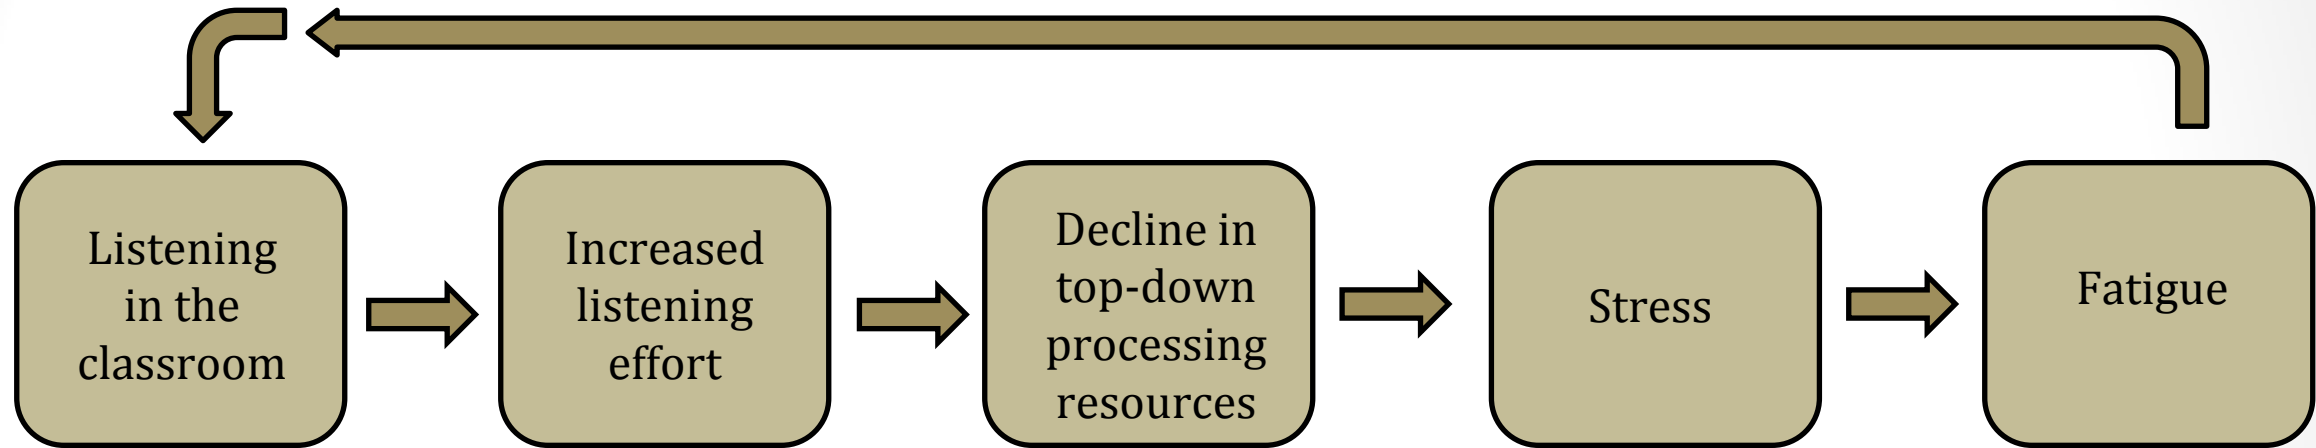 Listening
in the
classroom
Increased
listening
effort
Decline in
top-down
processing
resources
Stress
Fatigue